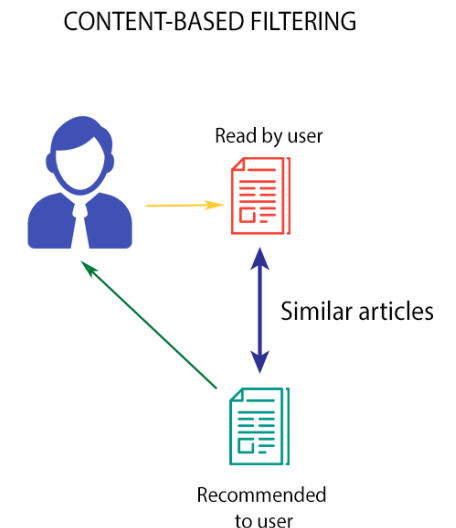 CONTENT-BASED FILTERING
Read by user
Similar articles
Recommended
to user